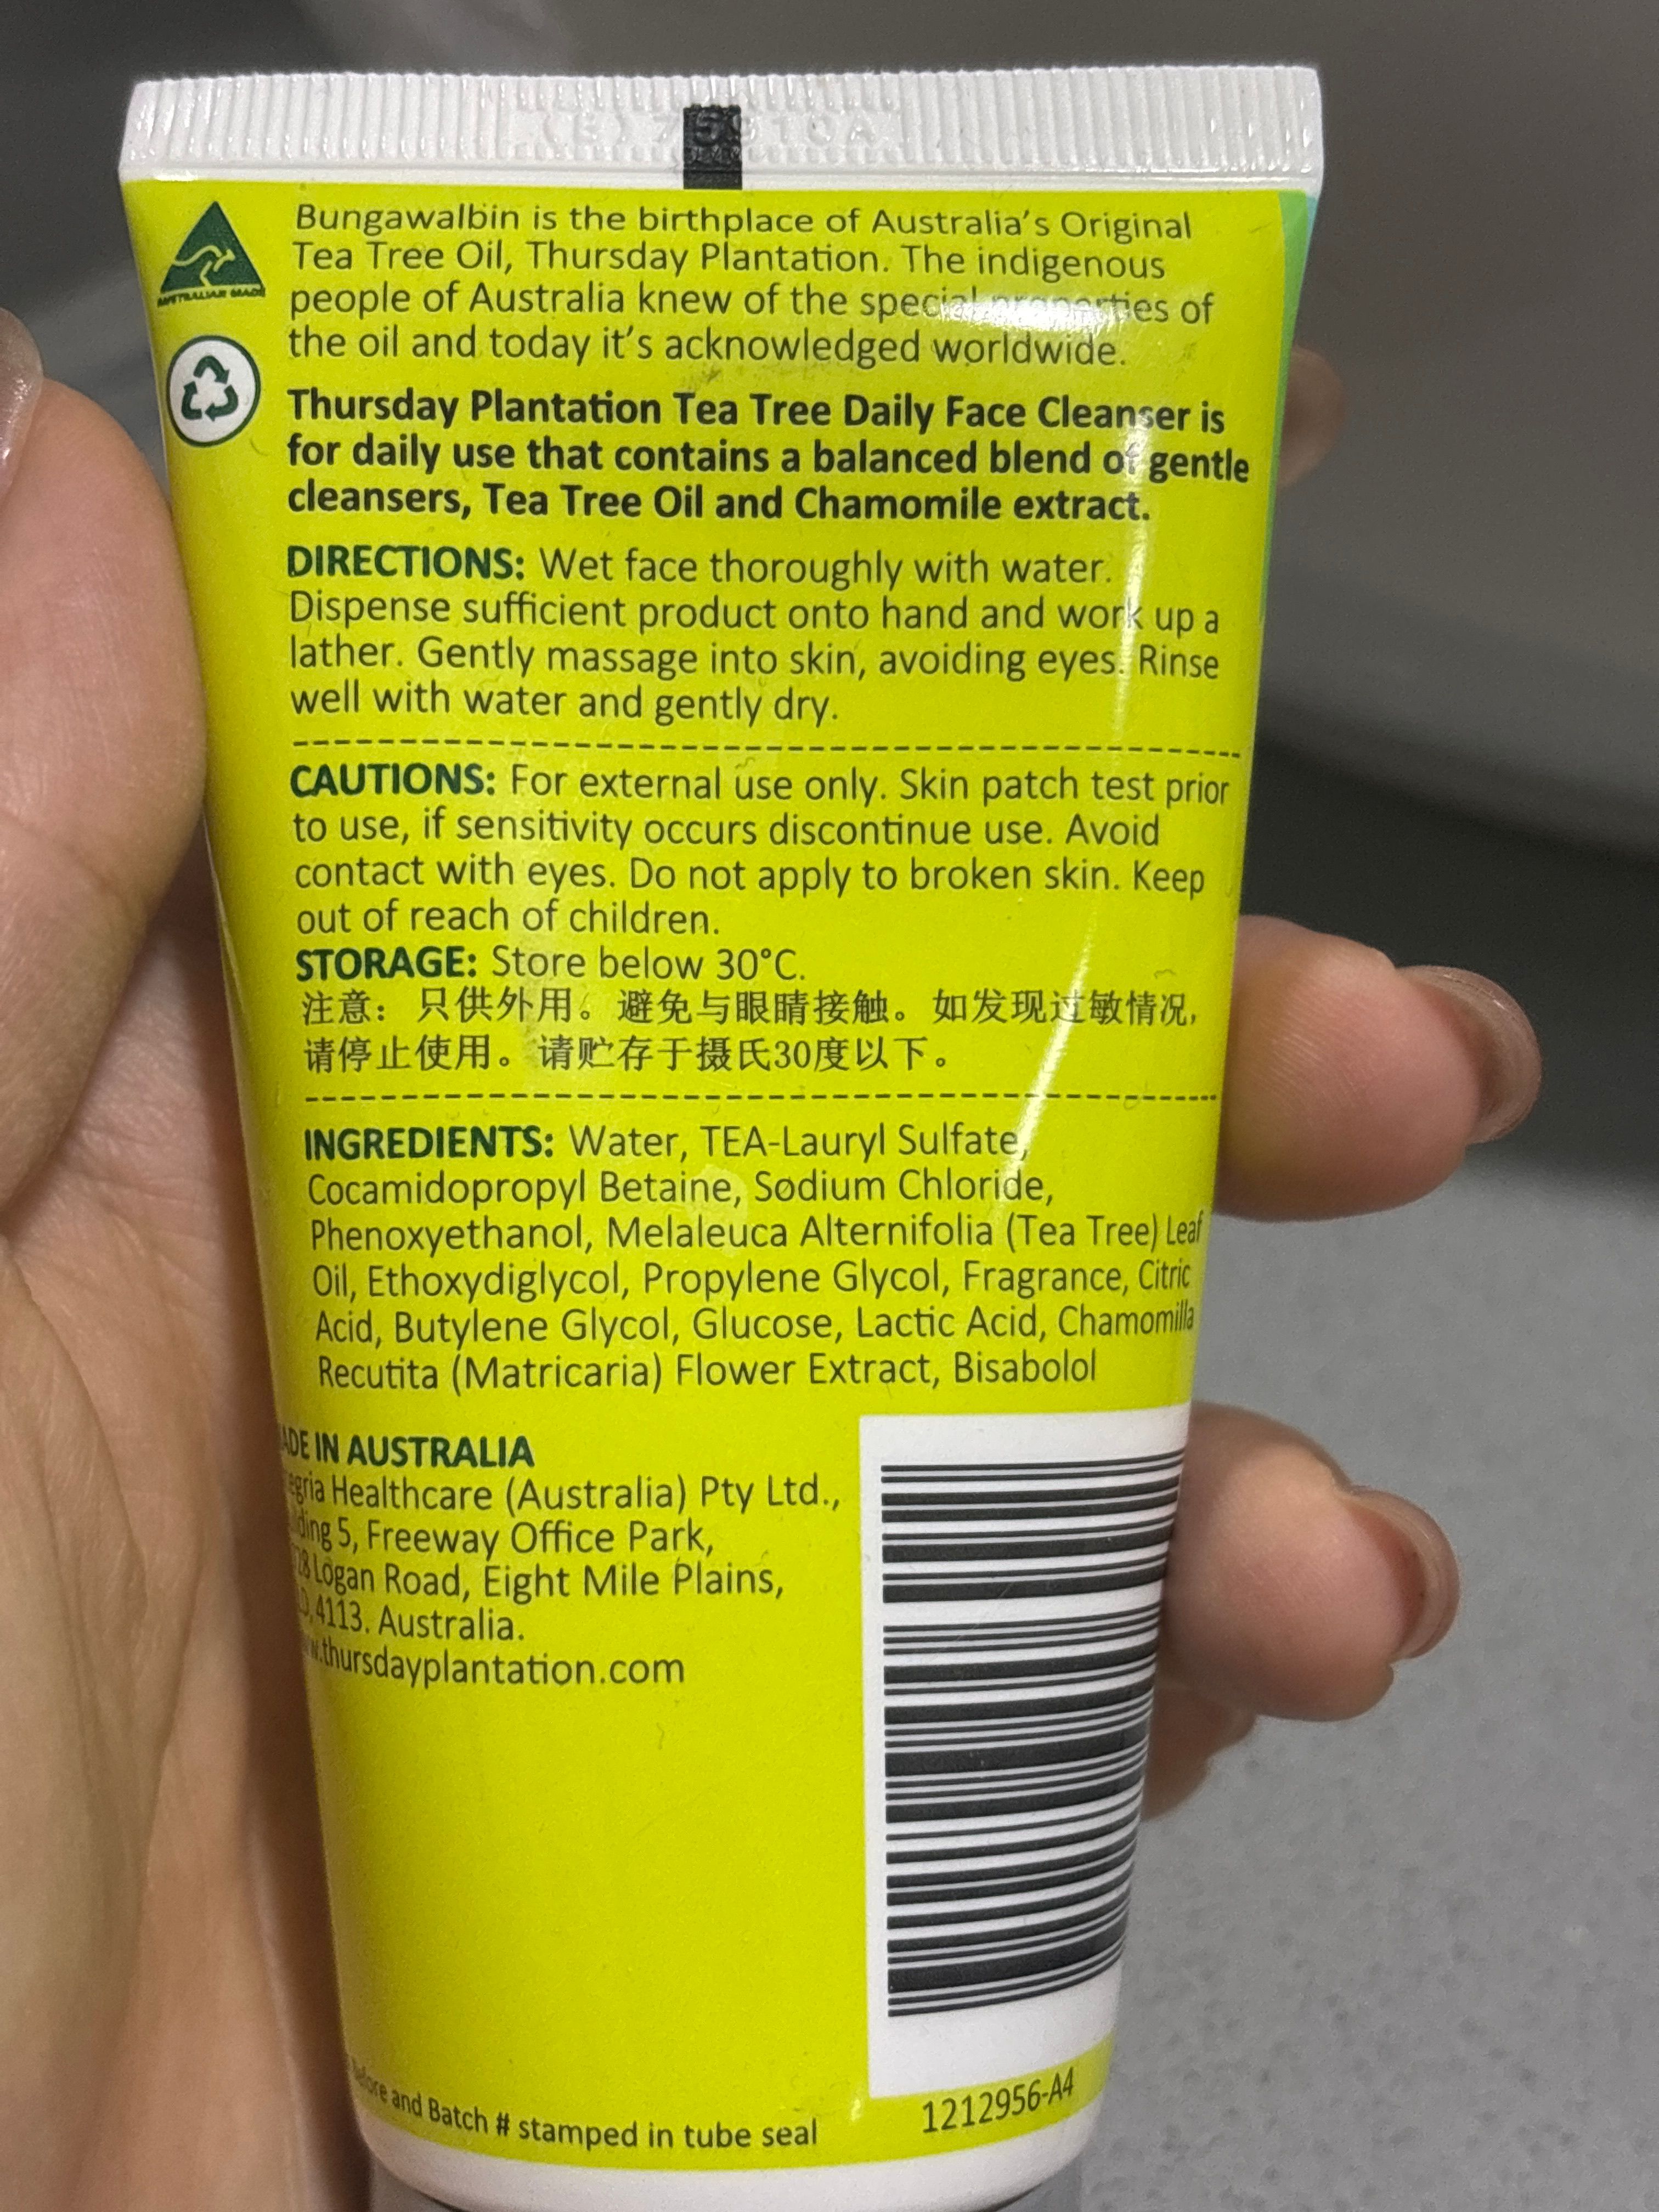 AUSTRALIAN MADE
Bungawalbin is the birthplace of Australia's Original
Tea Tree Oil, Thursday Plantation. The indigenous
people of Australia knew of the special properties of
the oil and today it's acknowledged worldwide.
Thursday Plantation Tea Tree Daily Face Cleanser is
for daily use that contains a balanced blend of gentle
cleansers, Tea Tree Oil and Chamomile extract.
DIRECTIONS: Wet face thoroughly with water.
Dispense sufficient product onto hand and work up a
lather. Gently massage into skin, avoiding eyes. Rinse
well with water and gently dry.
CAUTIONS: For external use only. Skin patch test prior
to use, if sensitivity occurs discontinue use. Avoid
contact with eyes. Do not apply to broken skin. Keep
out of reach of children.
STORAGE: Store below 30°C.
注意：只供外用。避免与眼睛接触。如发现过敏情况,
请停止使用。请贮存于摄氏30度以下。
INGREDIENTS: Water, TEA-Lauryl Sulfate,
Cocamidopropyl Betaine, Sodium Chloride,
Phenoxyethanol, Melaleuca Alternifolia (Tea Tree) Leaf
Oil, Ethoxydiglycol, Propylene Glycol, Fragrance, Citric
Acid, Butylene Glycol, Glucose, Lactic Acid, Chamomilla
Recutita (Matricaria) Flower Extract, Bisabolol
IN AUSTRALIA
Healthcare (Australia) Pty Ltd.,
5, Freeway Office Park,
Logan Road, Eight Mile Plains,
4113. Australia.
.thursdayplantation.com
and Batch # stamped in tube seal
1212956-A4